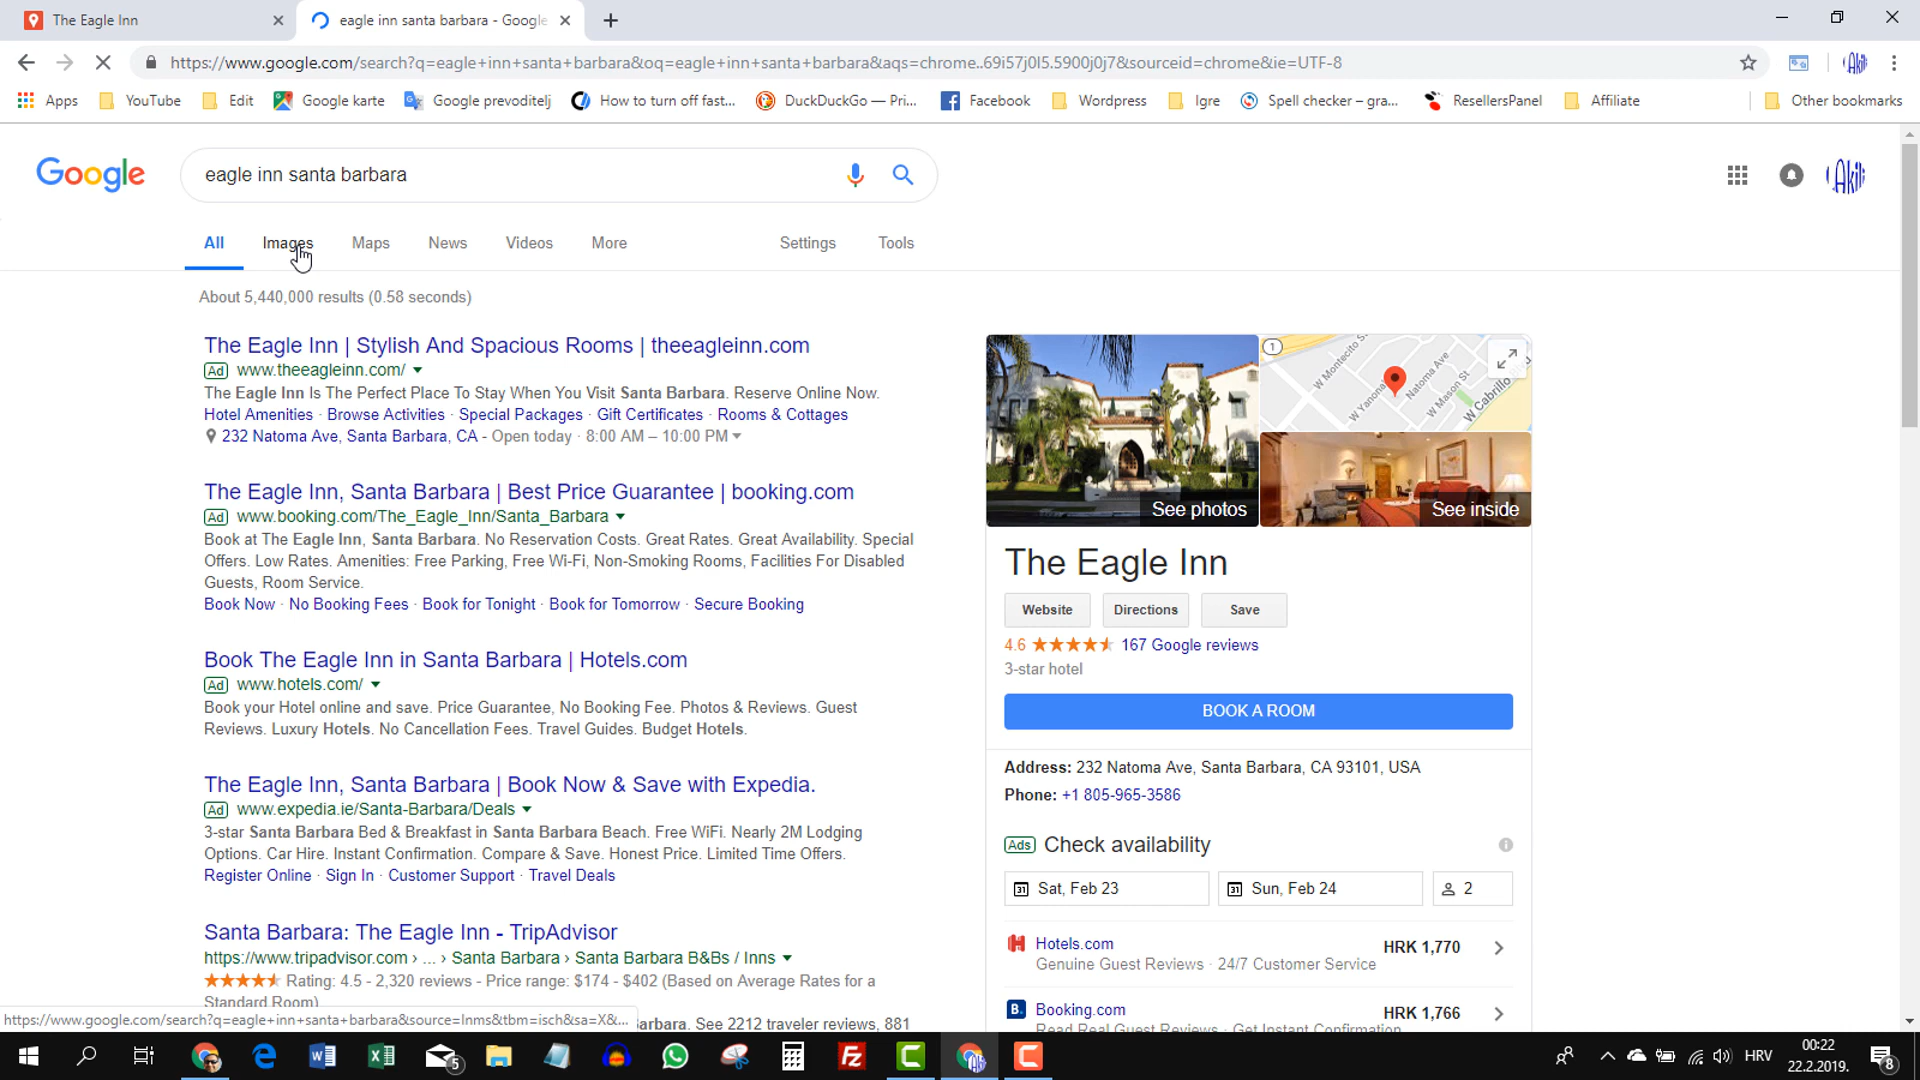 The Eagle Inn
eagle inn santa barbara - Google
https://www.google.com/search?q=eagle+inn+santa+barbara&oq=eagle+inn+santa+barbara&aqs=chrome..69i57j0l5.5900j0j7&sourceid=chrome&ie=UTF-8
Apps YouTube Edit Google karte Google prevoditelj How to turn off fast... DuckDuckGo — Pri... Facebook Wordpress Igre Spell checker – gra... ResellersPanel Affiliate Other bookmarks
Google
eagle inn santa barbara
Akili
All Images Maps News Videos More Settings Tools
About 5,440,000 results (0.58 seconds)
The Eagle Inn | Stylish And Spacious Rooms | theeagleinn.com
Ad www.theeagleinn.com/
The Eagle Inn Is The Perfect Place To Stay When You Visit Santa Barbara. Reserve Online Now.
Hotel Amenities · Browse Activities · Special Packages · Gift Certificates · Rooms & Cottages
232 Natoma Ave, Santa Barbara, CA - Open today · 8:00 AM – 10:00 PM
The Eagle Inn, Santa Barbara | Best Price Guarantee | booking.com
Ad www.booking.com/The_Eagle_Inn/Santa_Barbara
Book at The Eagle Inn, Santa Barbara. No Reservation Costs. Great Rates. Great Availability. Special
Offers. Low Rates. Amenities: Free Parking, Free Wi-Fi, Non-Smoking Rooms, Facilities For Disabled
Guests, Room Service.
Book Now · No Booking Fees · Book for Tonight · Book for Tomorrow · Secure Booking
Book The Eagle Inn in Santa Barbara | Hotels.com
Ad www.hotels.com/
Book your Hotel online and save. Price Guarantee, No Booking Fee. Photos & Reviews. Guest
Reviews. Luxury Hotels. No Cancellation Fees. Travel Guides. Budget Hotels.
The Eagle Inn, Santa Barbara | Book Now & Save with Expedia.
Ad www.expedia.ie/Santa-Barbara/Deals
3-star Santa Barbara Bed & Breakfast in Santa Barbara Beach. Free WiFi. Nearly 2M Lodging
Options. Car Hire. Instant Confirmation. Compare & Save. Honest Price. Limited Time Offers.
Register Online · Sign In · Customer Support · Travel Deals
Santa Barbara: The Eagle Inn - TripAdvisor
https://www.tripadvisor.com › ... › Santa Barbara › Santa Barbara B&Bs / Inns
Rating: 4.5 - 2,320 reviews - Price range: $174 - $402 (Based on Average Rates for a
Standard Room)
arbara. See 2212 traveler reviews, 881
https://www.google.com/search?q=eagle+inn+santa+barbara&source=lnms&tbm=isch&sa=X&...
1
W Montecito S
W Yanona
Natoma Ave
W Mason St
W Cabrillo
See photos
See inside
The Eagle Inn
Website Directions Save
4.6 167 Google reviews
3-star hotel
BOOK A ROOM
Address: 232 Natoma Ave, Santa Barbara, CA 93101, USA
Phone: +1 805-965-3586
Ads Check availability
31 Sat, Feb 23 31 Sun, Feb 24 2
Hotels.com HRK 1,770
Genuine Guest Reviews · 24/7 Customer Service
B. Booking.com HRK 1,766
Read Real Guest Reviews · Get Instant Confirmation
5
HRV
00:22
22.2.2019.
8